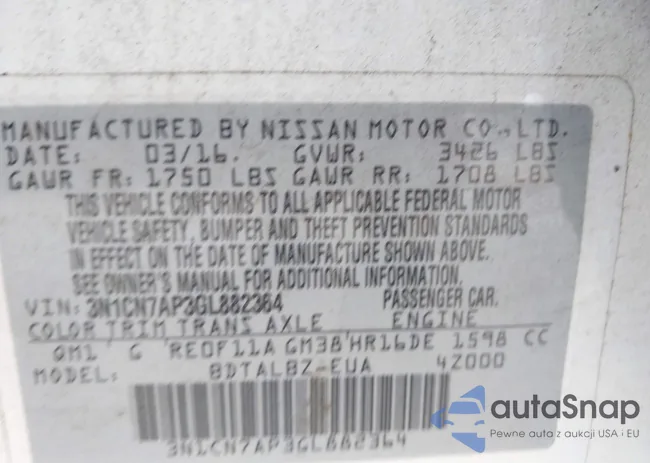 MANUFACTURED BY NISSAN MOTOR CO.,LTD.
DATE: 03/16. GVWR: 3426 LBS
GAWR FR: 1750 LBS GAWR RR: 1708 LBS
THIS VEHICLE CONFORMS TO ALL APPLICABLE FEDERAL MOTOR
VEHICLE SAFETY, BUMPER AND THEFT PREVENTION STANDARDS
IN EFFECT ON THE DATE OF MANUFACTURE SHOWN ABOVE.
SEE OWNER'S MANUAL FOR ADDITIONAL INFORMATION.
VIN: 3N1CN7AP3GL882364 PASSENGER CAR.
COLOR TRIM TRANS AXLE ENGINE
QM1 G RE0F11A GM38 HR16DE 1598 CC
MODEL: BDTALBZ-EUA 4Z000
3N1CN7AP3GL882364
autoSnap
Pewne auta z aukcji USA i EU